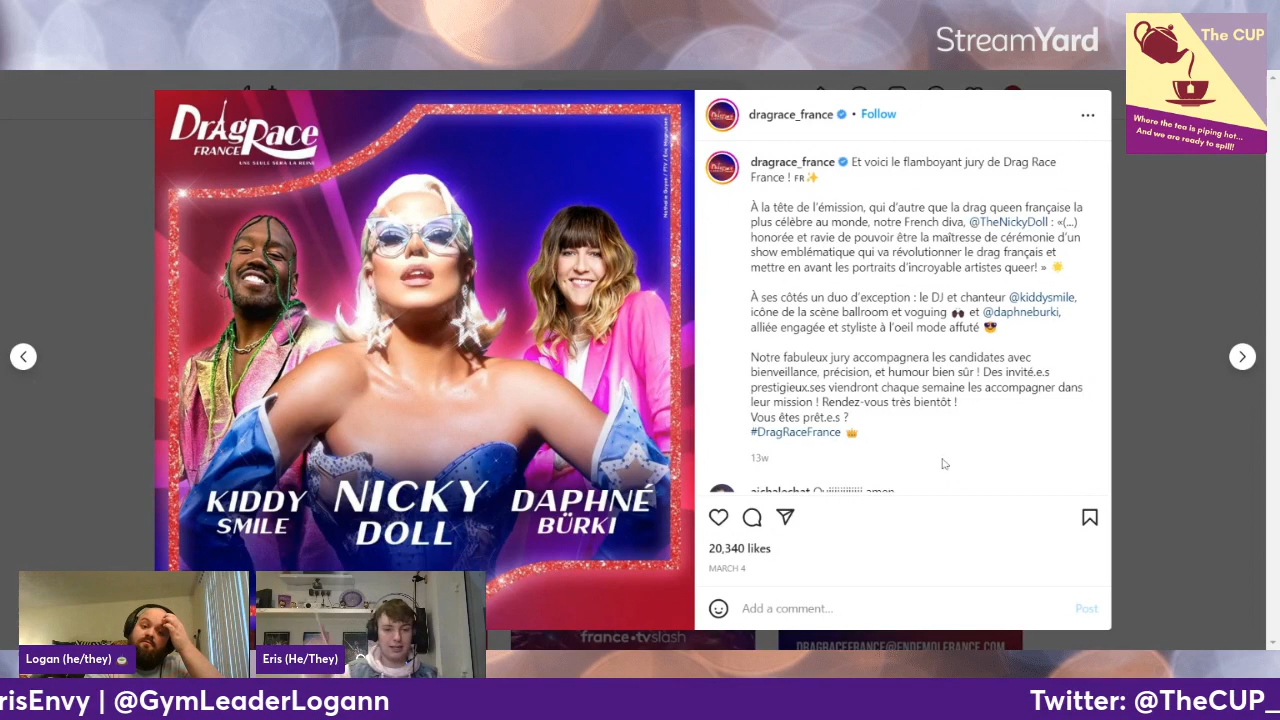 StreamYard
The CUP
Where the tea is piping hot...
And we are ready to spill!
DragRace
FRANCE
UNE SEULE SERA LA REINE
KIDDY
SMILE
NICKY
DOLL
DAPHNÉ
BÜRKI
dragrace_france • Follow
dragrace_france Et voici le flamboyant jury de Drag Race
France ! FR✨
À la tête de l'émission, qui d'autre que la drag queen française la
plus célèbre au monde, notre French diva, @TheNickyDoll : «(...)
honorée et ravie de pouvoir être la maîtresse de cérémonie d'un
show emblématique qui va révolutionner le drag français et
mettre en avant les portraits d'incroyable artistes queer! » 🌟
À ses côtés un duo d'exception : le DJ et chanteur @kiddysmile,
icône de la scène ballroom et voguing 👐🏿 et @daphneburki,
alliée engagée et styliste à l'oeil mode affuté 😎
Notre fabuleux jury accompagnera les candidates avec
bienveillance, précision, et humour bien sûr ! Des invité.e.s
prestigieux.ses viendront chaque semaine les accompagner dans
leur mission ! Rendez-vous très bientôt !
Vous êtes prêt.e.s ?
#DragRaceFrance 👑
13w
20,340 likes
MARCH 4
Add a comment...
Post
france•tvslash
DRAGRACEFRANCE@ENDEMOLFRANCE.COM
Logan (he/they) 🍵
Eris (He/They)
risEnvy | @GymLeaderLogann
Twitter: @TheCUP_